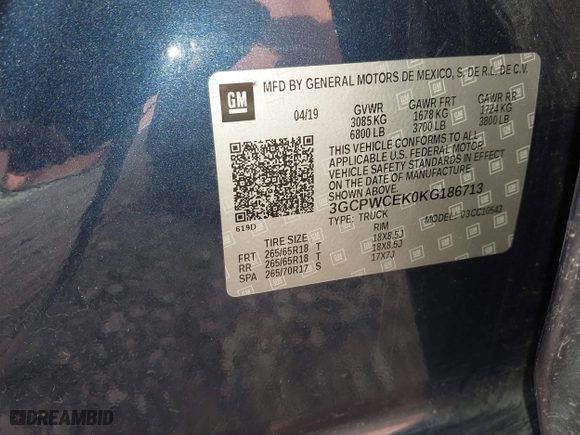 GM
MFD BY GENERAL MOTORS DE MEXICO, S. DE R.L. DE C.V.
04/19
GVWR GAWR FRT GAWR RR
3085 KG 1678 KG 1724 KG
6800 LB 3700 LB 3800 LB
THIS VEHICLE CONFORMS TO ALL
APPLICABLE U.S. FEDERAL MOTOR
VEHICLE SAFETY STANDARDS IN EFFECT
ON THE DATE OF MANUFACTURE
SHOWN ABOVE.
3GCPWCEK0KG186713
619D
TYPE: TRUCK MODEL:
TIRE SIZE RIM
FRT 265/65R18 T 18X8.5J
RR 265/65R18 T 18X8.5J
SPA 265/70R17 S 17X7J
DREAMBID